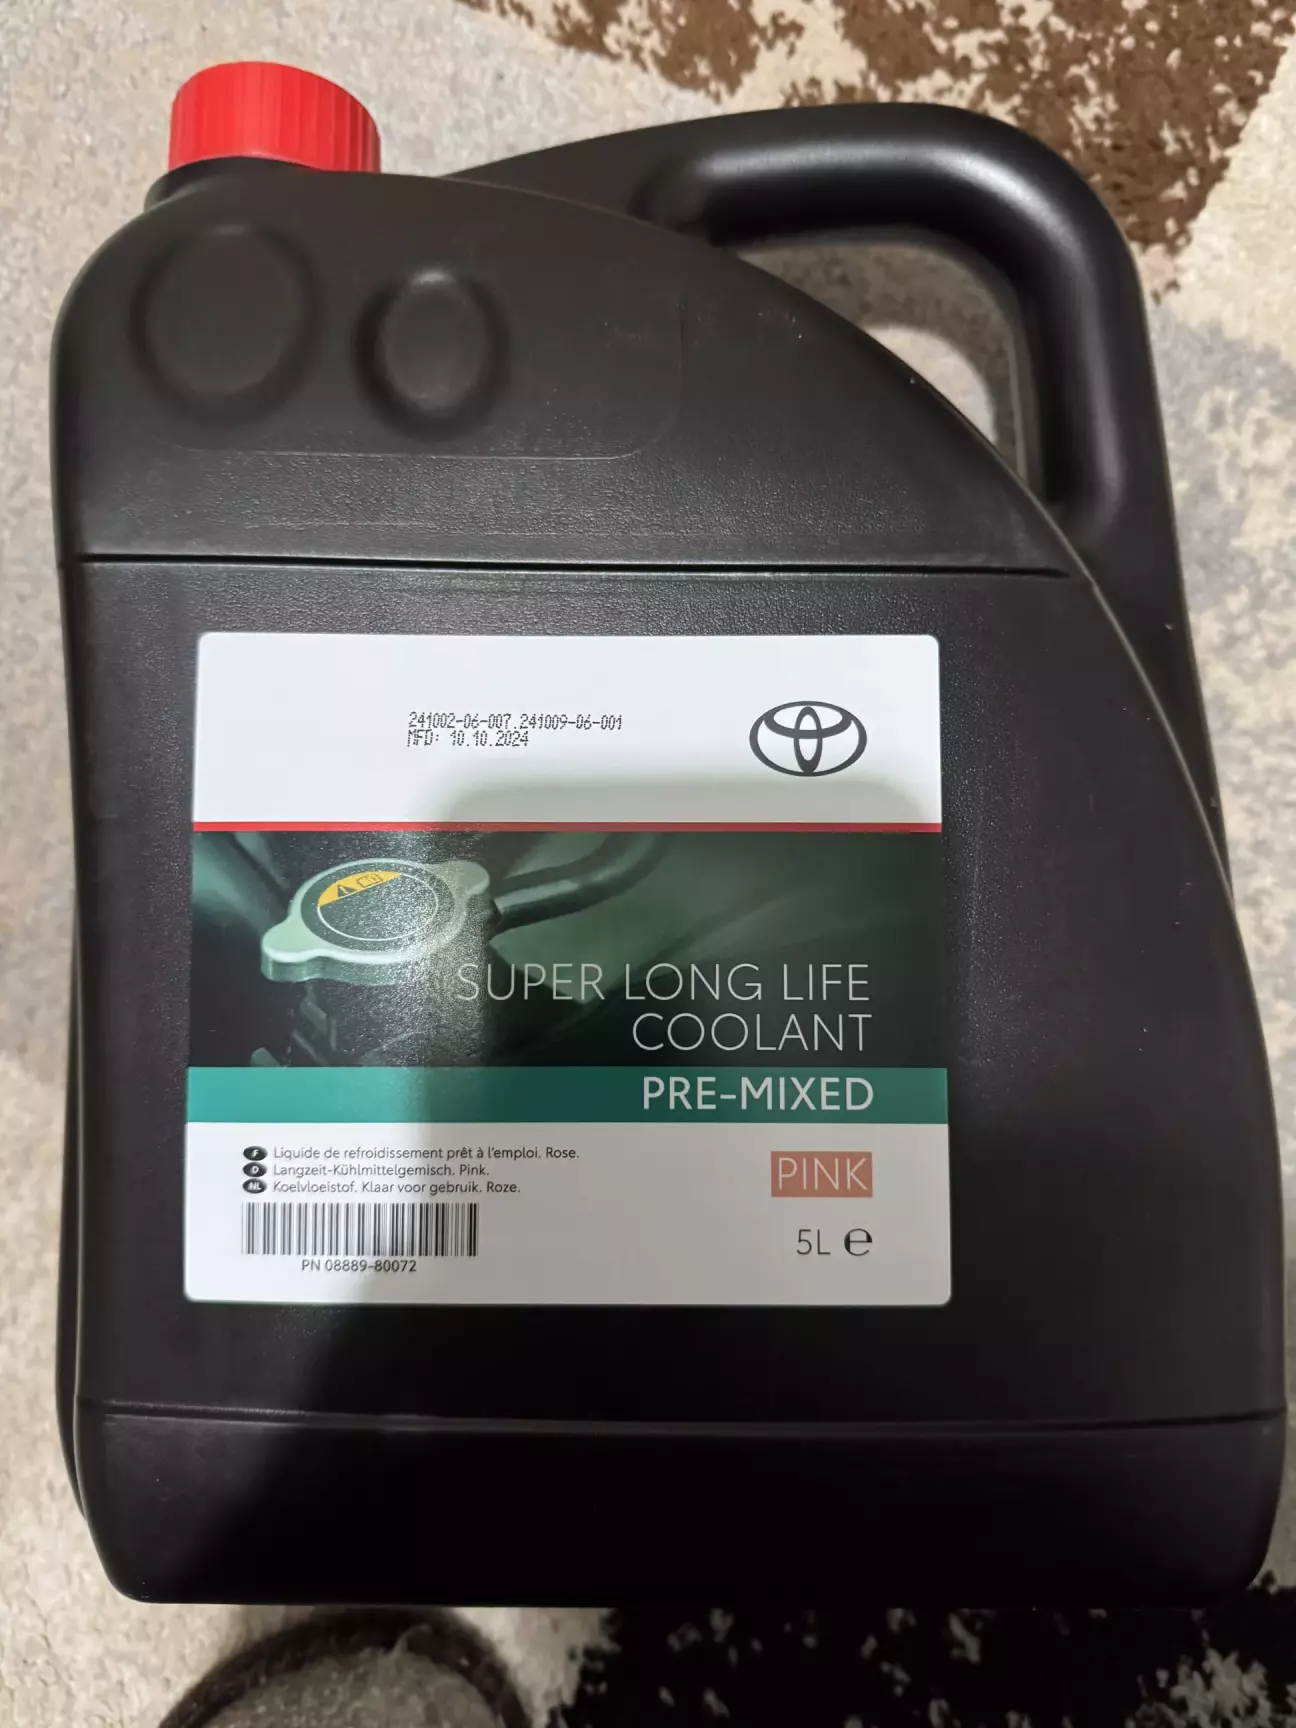 241002-06-007.241009-06-001
MFD: 10.10.2024
SUPER LONG LIFE
COOLANT
PRE-MIXED
F Liquide de refroidissement prêt à l'emploi. Rose.
D Langzeit-Kühlmittelgemisch. Pink.
NL Koelvloeistof. Klaar voor gebruik. Roze.
PINK
5L ℮
PN 08889-80072